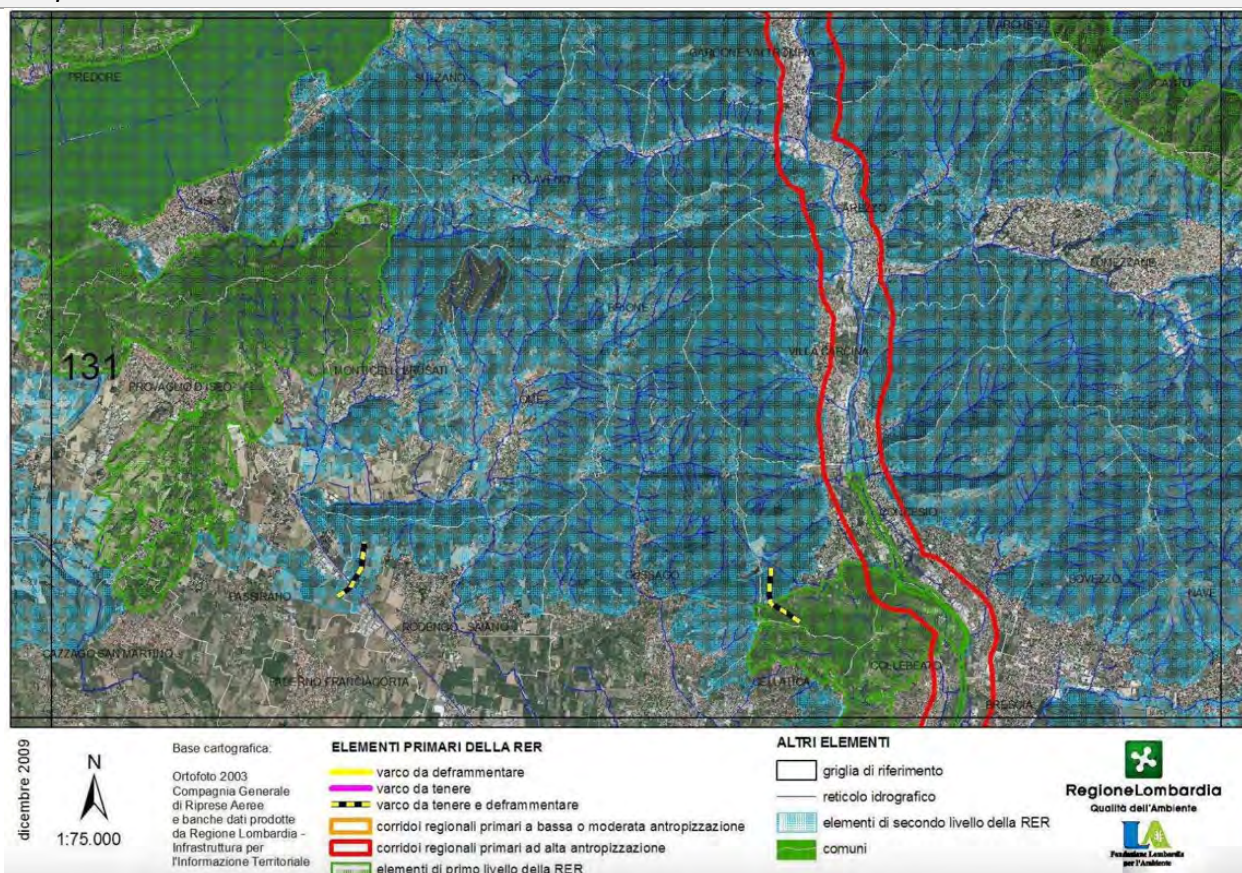 GARDONE VAL TROMPIA
MARCHENO
PREDORE
SULZANO
POLAVENO
ISEO
SAREZZO
LUMEZZANE
BRIONE
131
VILLA CARCINA
PROVAGLIO D'ISEO
MONTICELLI BRUSATI
OME
CONCESIO
BOVEZZO
NAVE
GUSSAGO
PASSIRANO
RODENGO - SAIANO
CAZZAGO SAN MARTINO
COLLEBEATO
PADERNO FRANCIACORTA
CELLATICA
BRESCIA
dicembre 2009
N
1:75.000
Base cartografica:
Ortofoto 2003
Compagnia Generale
di Riprese Aeree
e banche dati prodotte
da Regione Lombardia -
Infrastruttura per
l'Informazione Territoriale
ELEMENTI PRIMARI DELLA RER
varco da deframmentare
varco da tenere
varco da tenere e deframmentare
corridoi regionali primari a bassa o moderata antropizzazione
corridoi regionali primari ad alta antropizzazione
elementi di primo livello della RER
ALTRI ELEMENTI
griglia di riferimento
reticolo idrografico
elementi di secondo livello della RER
comuni
RegioneLombardia
Qualità dell'Ambiente
Fondazione Lombardia
per l'Ambiente